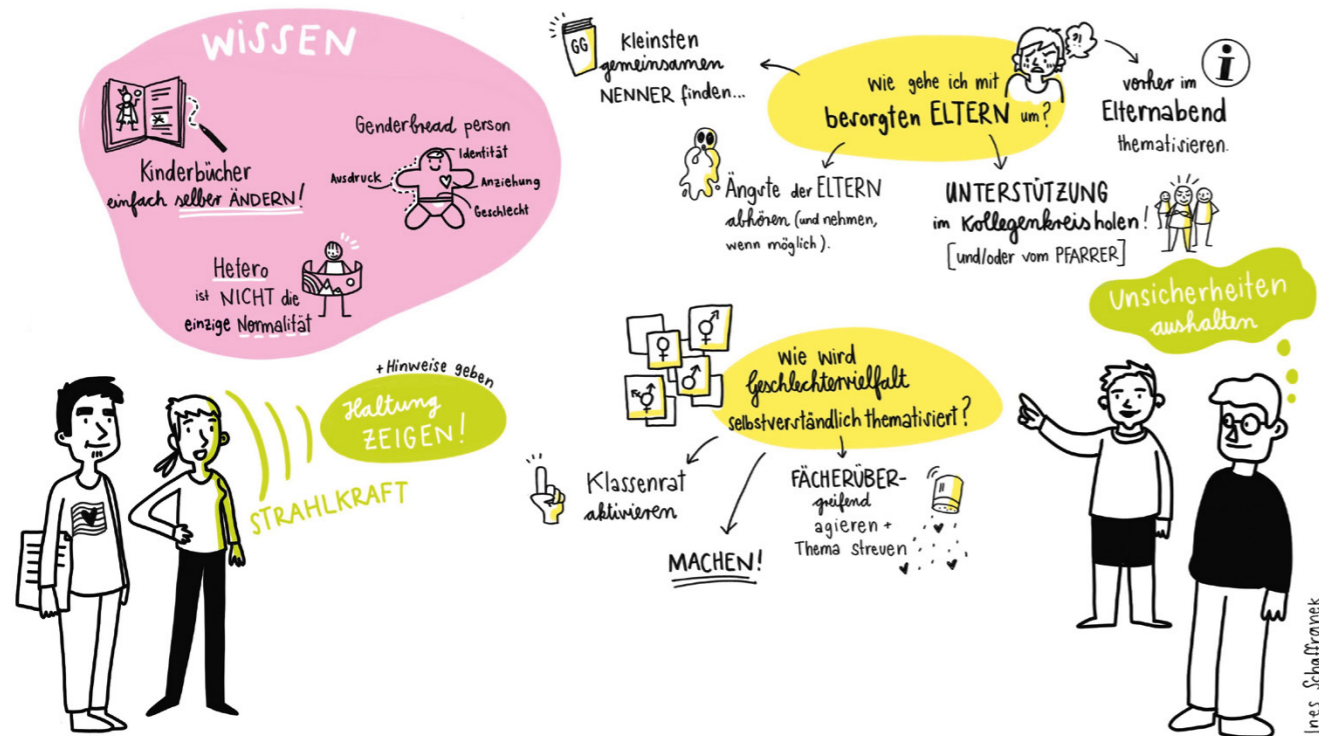 WISSEN
Kinderbücher
einfach selber ÄNDERN!
Genderbread person
Identität
Ausdruck
Anziehung
Geschlecht
Hetero
ist NICHT die
einzige Normalität
+ Hinweise geben
Haltung
ZEIGEN!
STRAHLKRAFT
GG
Kleinsten
gemeinsamen
NENNER finden...
Wie gehe ich mit
besorgten ELTERN um?
?!
i
vorher im
Elternabend
thematisieren.
Ängste der ELTERN
abhören (und nehmen,
wenn möglich).
UNTERSTÜTZUNG
im Kollegenkreis holen!
[und/oder vom PFARRER]
Unsicherheiten
aushalten
Wie wird
Geschlechtervielfalt
selbstverständlich thematisiert?
Klassenrat
aktivieren
MACHEN!
FÄCHERÜBER-
greifend
agieren +
Thema streuen
Ines Schaffranek